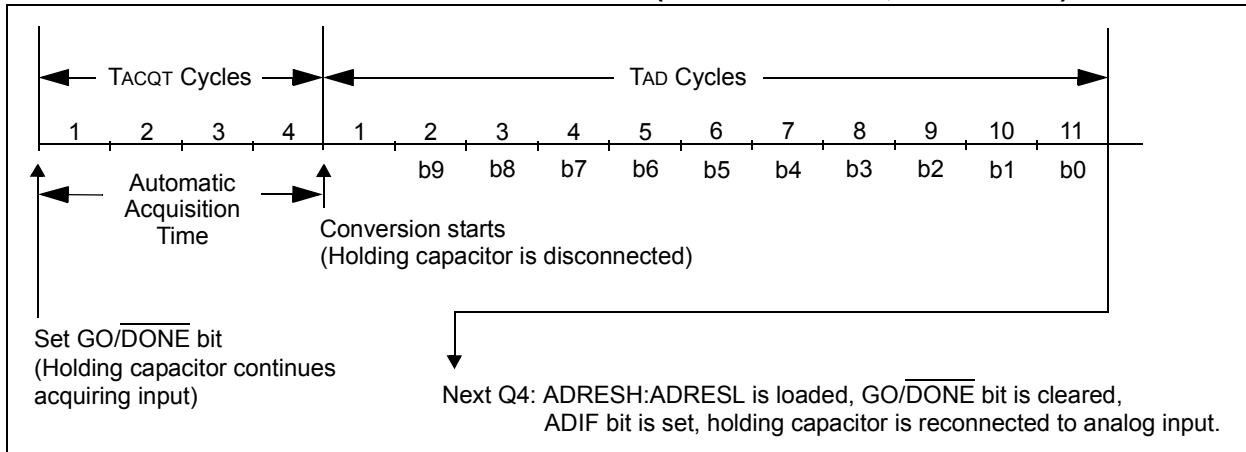 TACQT Cycles
TAD Cycles
1 2 3 4 1 2 3 4 5 6 7 8 9 10 11
b9 b8 b7 b6 b5 b4 b3 b2 b1 b0
Automatic
Acquisition
Time
Conversion starts
(Holding capacitor is disconnected)
Set GO/DONE bit
(Holding capacitor continues
acquiring input)
Next Q4: ADRESH:ADRESL is loaded, GO/DONE bit is cleared,
ADIF bit is set, holding capacitor is reconnected to analog input.